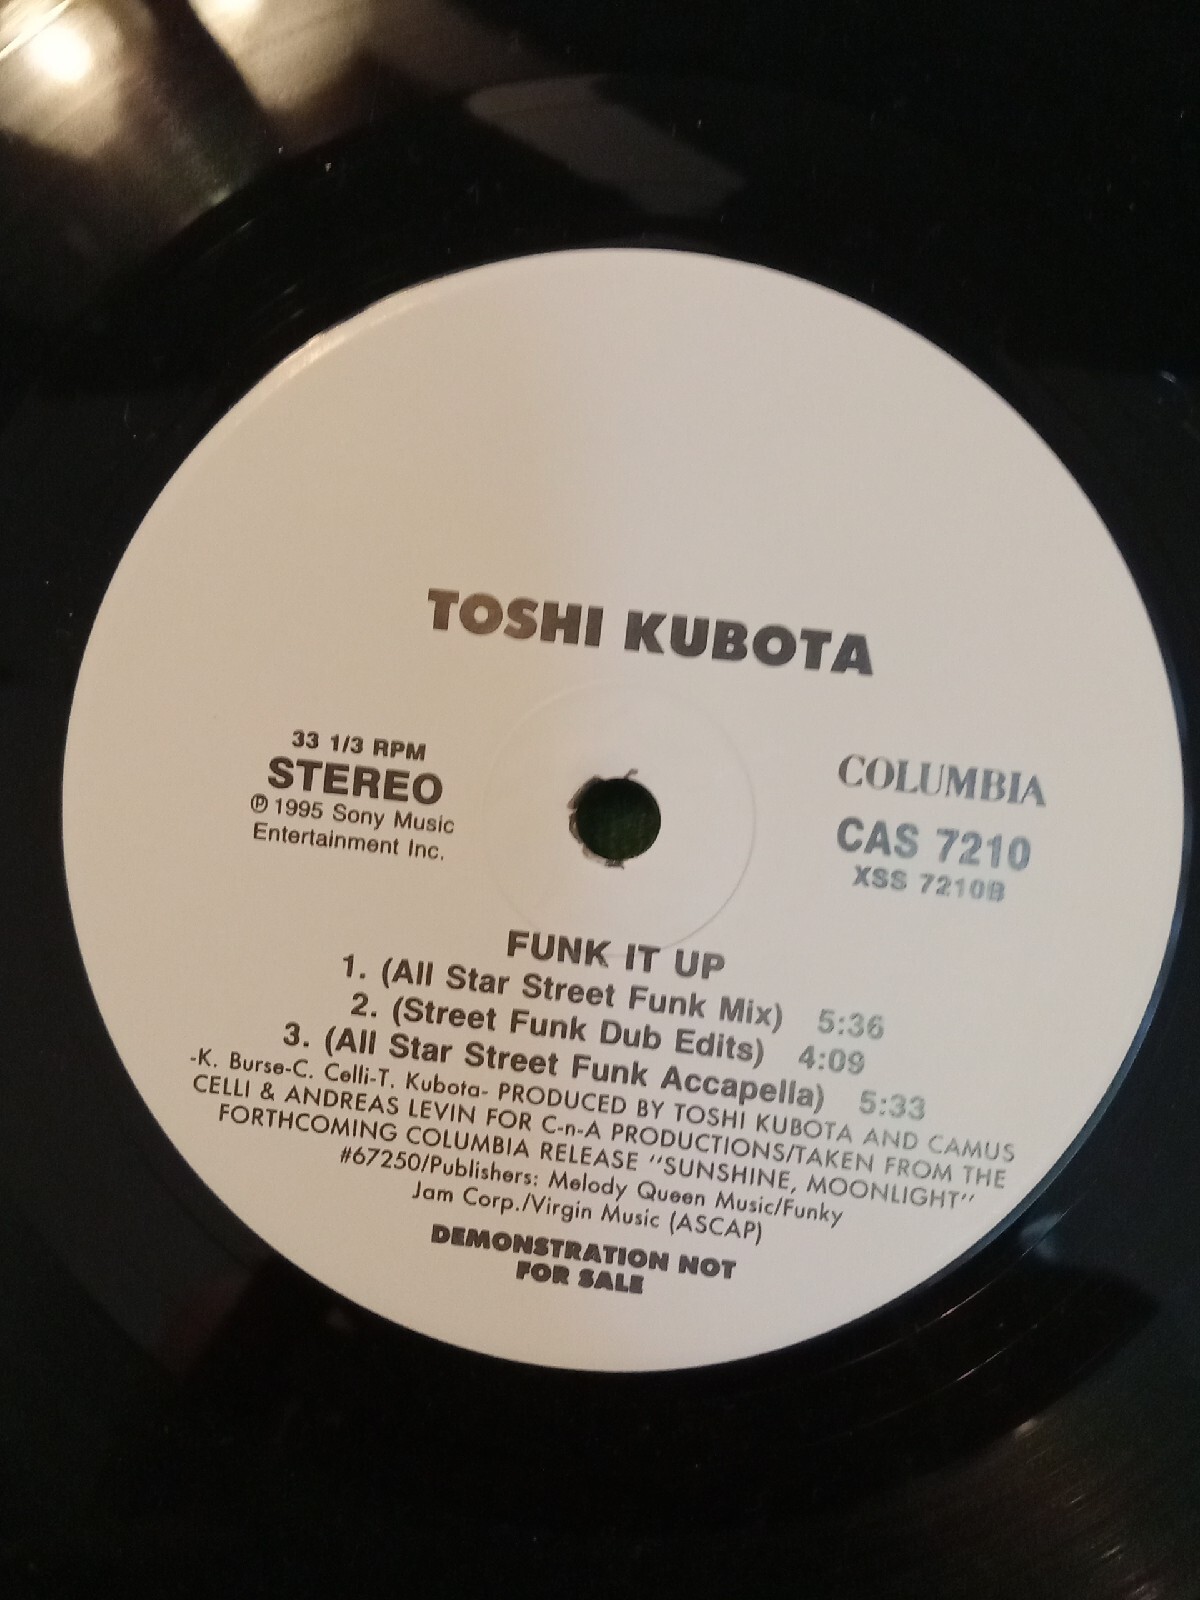 TOSHI KUBOTA
33 1/3 RPM
STEREO
℗ 1995 Sony Music
Entertainment Inc.
COLUMBIA
CAS 7210
XSS 7210B
FUNK IT UP
1. (All Star Street Funk Mix) 5:36
2. (Street Funk Dub Edits) 4:09
3. (All Star Street Funk Accapella) 5:33
-K. Burse-C. Celli-T. Kubota- PRODUCED BY TOSHI KUBOTA AND CAMUS
CELLI & ANDREAS LEVIN FOR C-n-A PRODUCTIONS/TAKEN FROM THE
FORTHCOMING COLUMBIA RELEASE "SUNSHINE, MOONLIGHT"
#67250/Publishers: Melody Queen Music/Funky
Jam Corp./Virgin Music (ASCAP)
DEMONSTRATION NOT
FOR SALE